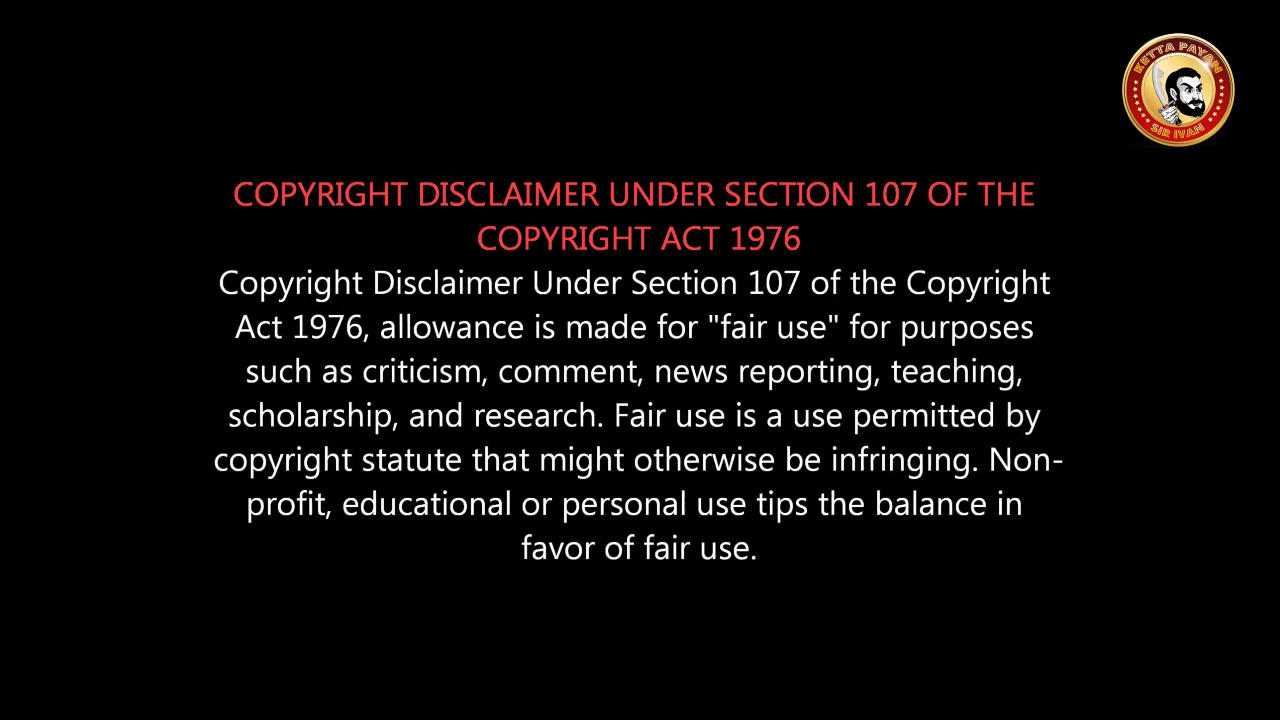 KETTA PAYAN
SIR IVAN
COPYRIGHT DISCLAIMER UNDER SECTION 107 OF THE
COPYRIGHT ACT 1976
Copyright Disclaimer Under Section 107 of the Copyright
Act 1976, allowance is made for "fair use" for purposes
such as criticism, comment, news reporting, teaching,
scholarship, and research. Fair use is a use permitted by
copyright statute that might otherwise be infringing. Non-
profit, educational or personal use tips the balance in
favor of fair use.